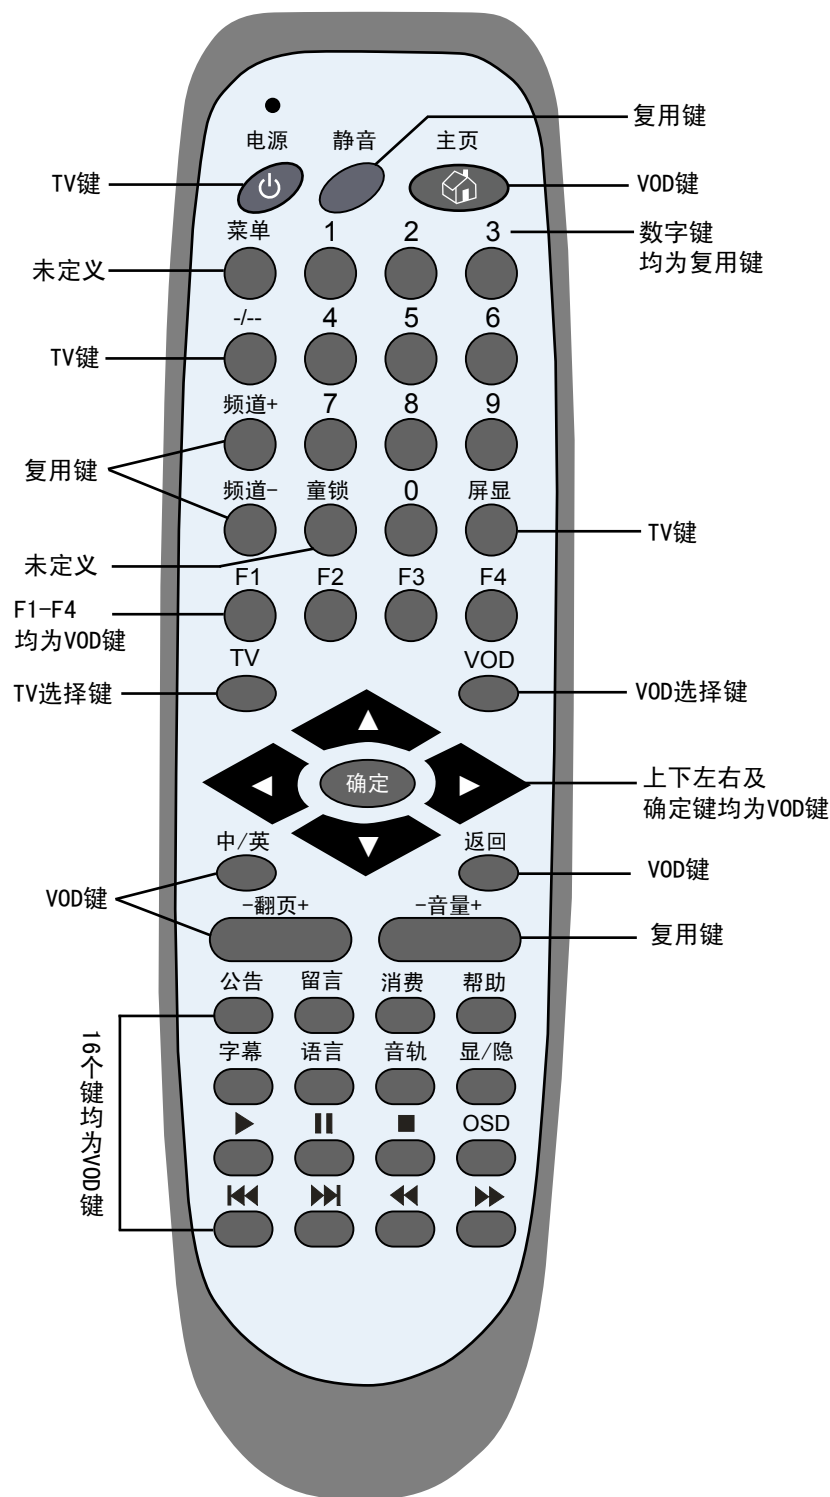 复用键
电源 静音 主页
TV键
VOD键
菜单 1 2 3
数字键
均为复用键
未定义
-/-- 4 5 6
TV键
频道+ 7 8 9
复用键
频道- 童锁 0 屏显
TV键
未定义
F1 F2 F3 F4
F1-F4
均为VOD键
TV VOD
TV选择键
VOD选择键
确定
上下左右及
确定键均为VOD键
中/英 返回
VOD键
VOD键
-翻页+ -音量+
复用键
公告 留言 消费 帮助
16个键均为VOD键
字幕 语言 音轨 显/隐
OSD